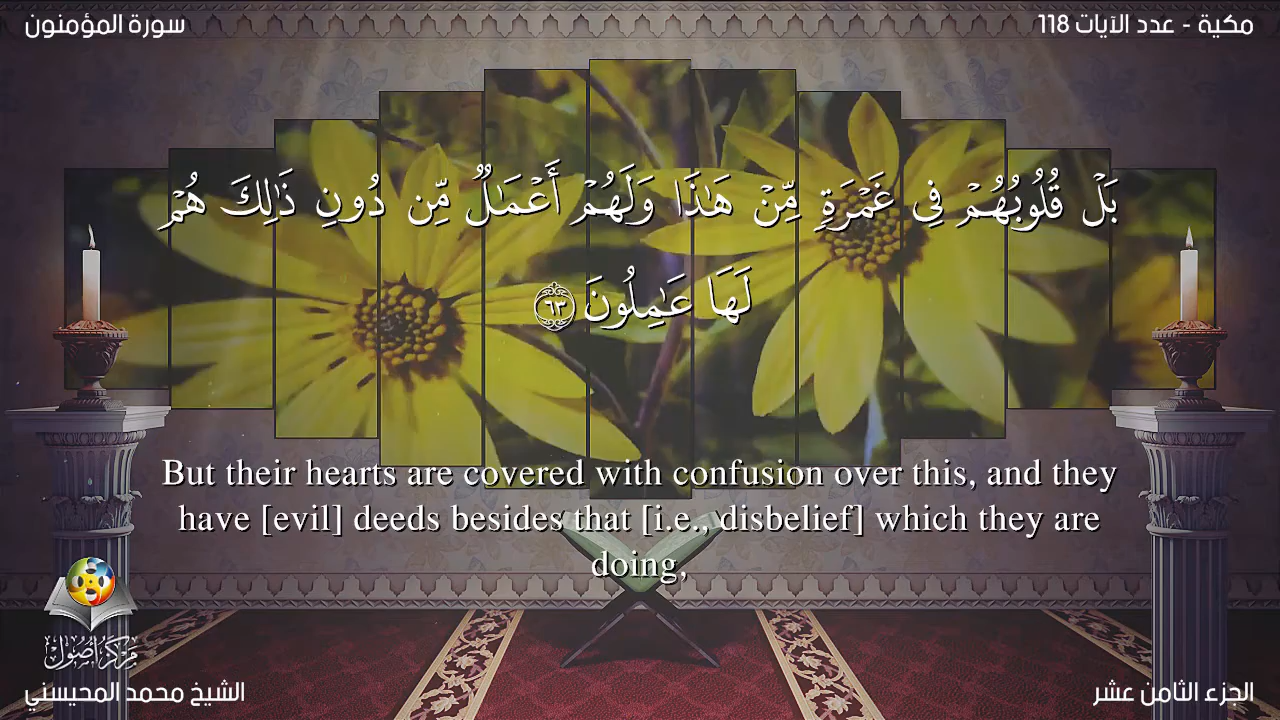 سورة المؤمنون
مكية - عدد الآيات 118
بَلْ قُلُوبُهُمْ فِى غَمْرَةٍ مِّنْ هَـٰذَا وَلَهُمْ أَعْمَـٰلٌ مِّن دُونِ ذَٰلِكَ هُمْ
لَهَا عَـٰمِلُونَ ٦٣
But their hearts are covered with confusion over this, and they
have [evil] deeds besides that [i.e., disbelief] which they are
doing,
مركز أصول
الشيخ محمد المحيسني
الجزء الثامن عشر